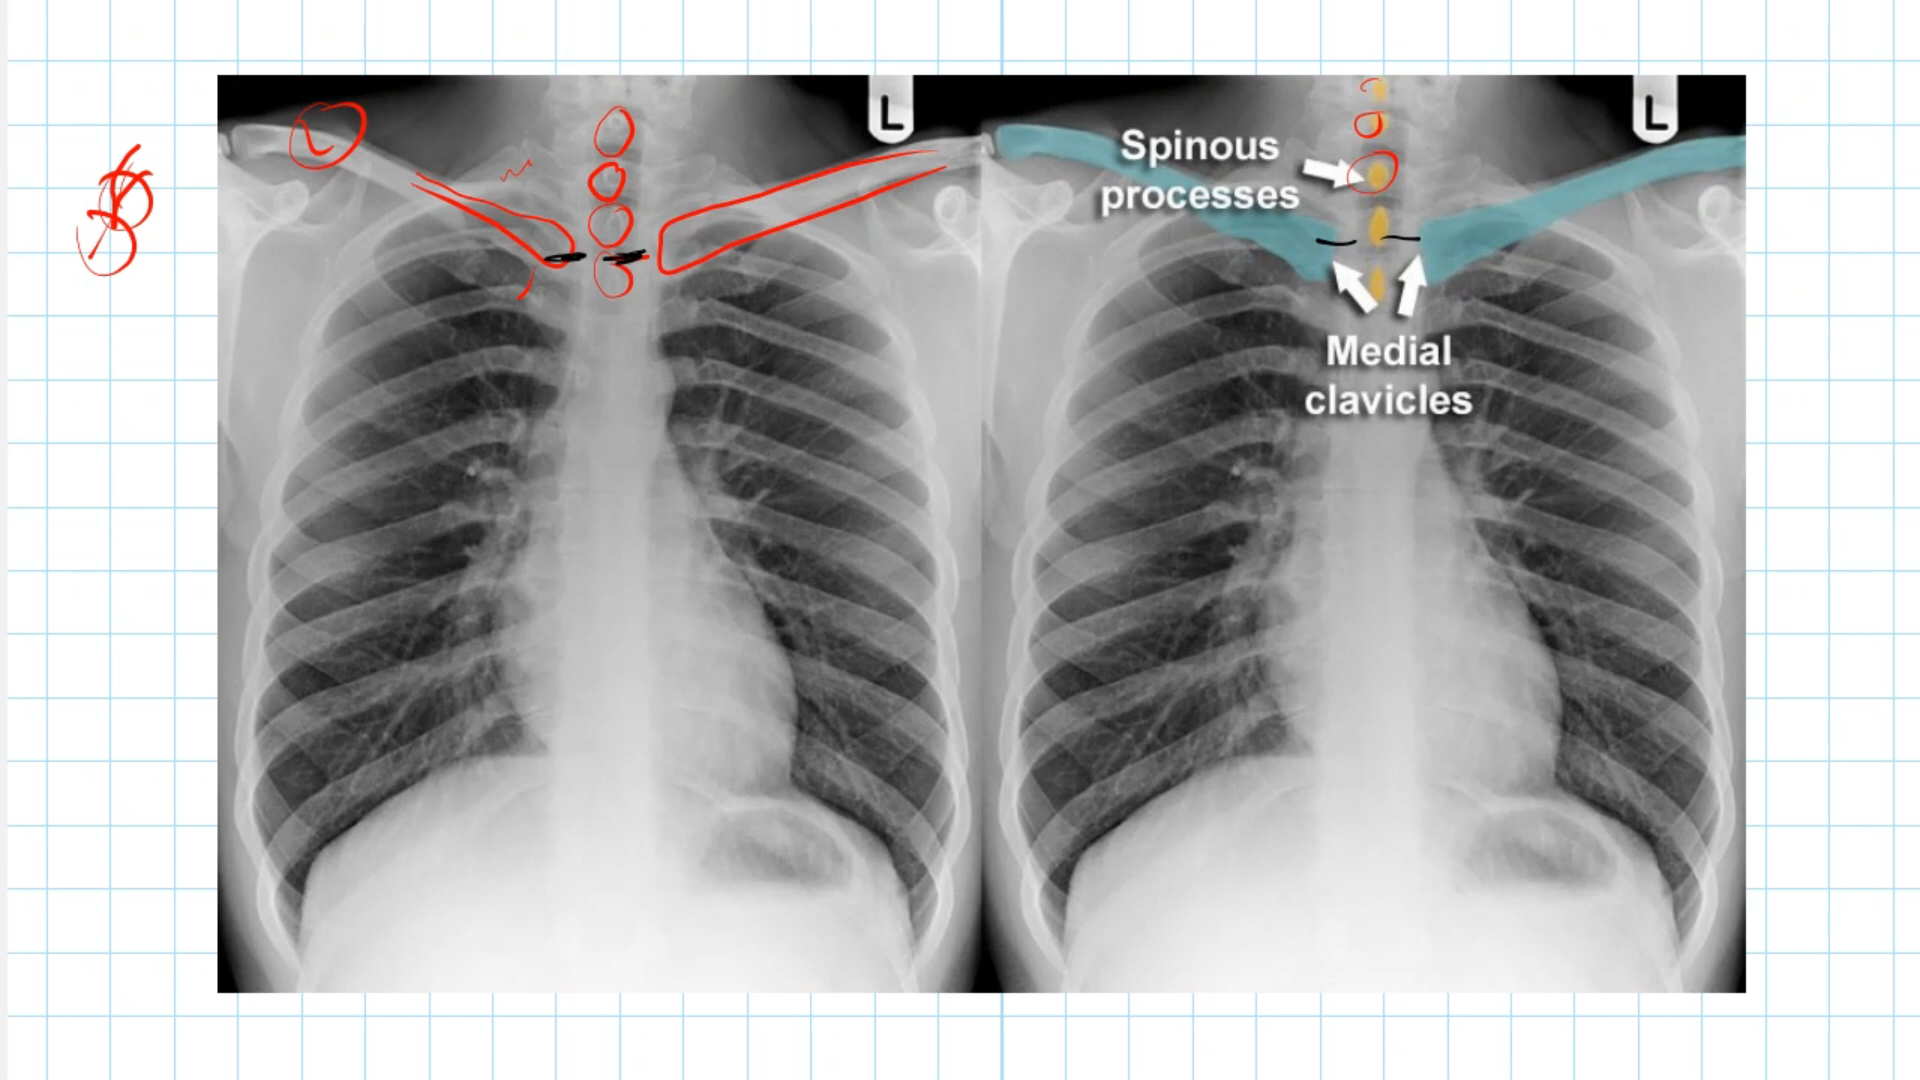 L
L
Spinous
processes
L
Medial
clavicles